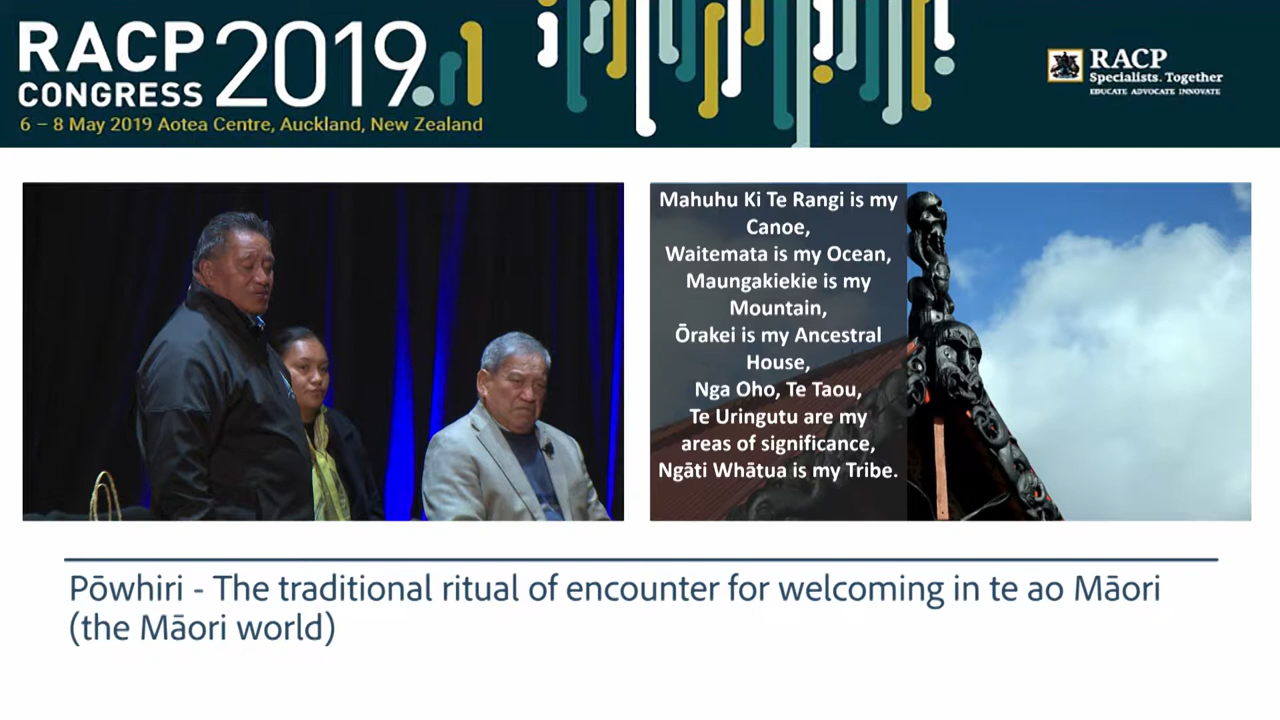 RACP
CONGRESS
2019
6 – 8 May 2019 Aotea Centre, Auckland, New Zealand
RACP
Specialists. Together
EDUCATE ADVOCATE INNOVATE
Mahuhu Ki Te Rangi is my
Canoe,
Waitemata is my Ocean,
Maungakiekie is my
Mountain,
Ōrakei is my Ancestral
House,
Nga Oho, Te Taou,
Te Uringutu are my
areas of significance,
Ngāti Whātua is my Tribe.
Pōwhiri - The traditional ritual of encounter for welcoming in te ao Māori
(the Māori world)